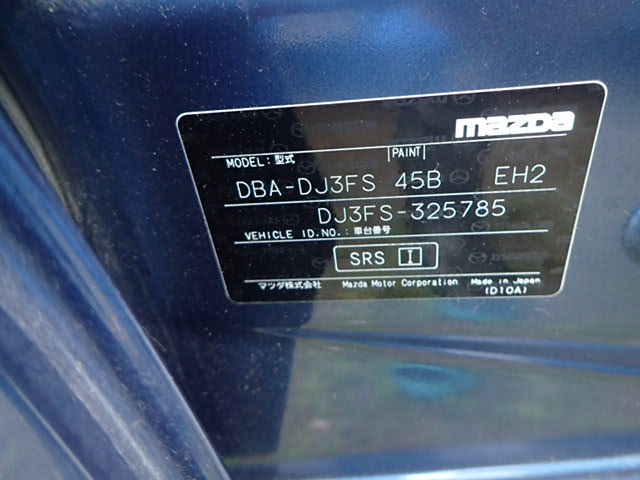 mazda
MODEL: 型式 PAINT
DBA-DJ3FS 45B EH2
DJ3FS-325785
VEHICLE ID.NO.: 車台番号
SRS I
マツダ株式会社 Mazda Motor Corporation Made in Japan
(D10A)